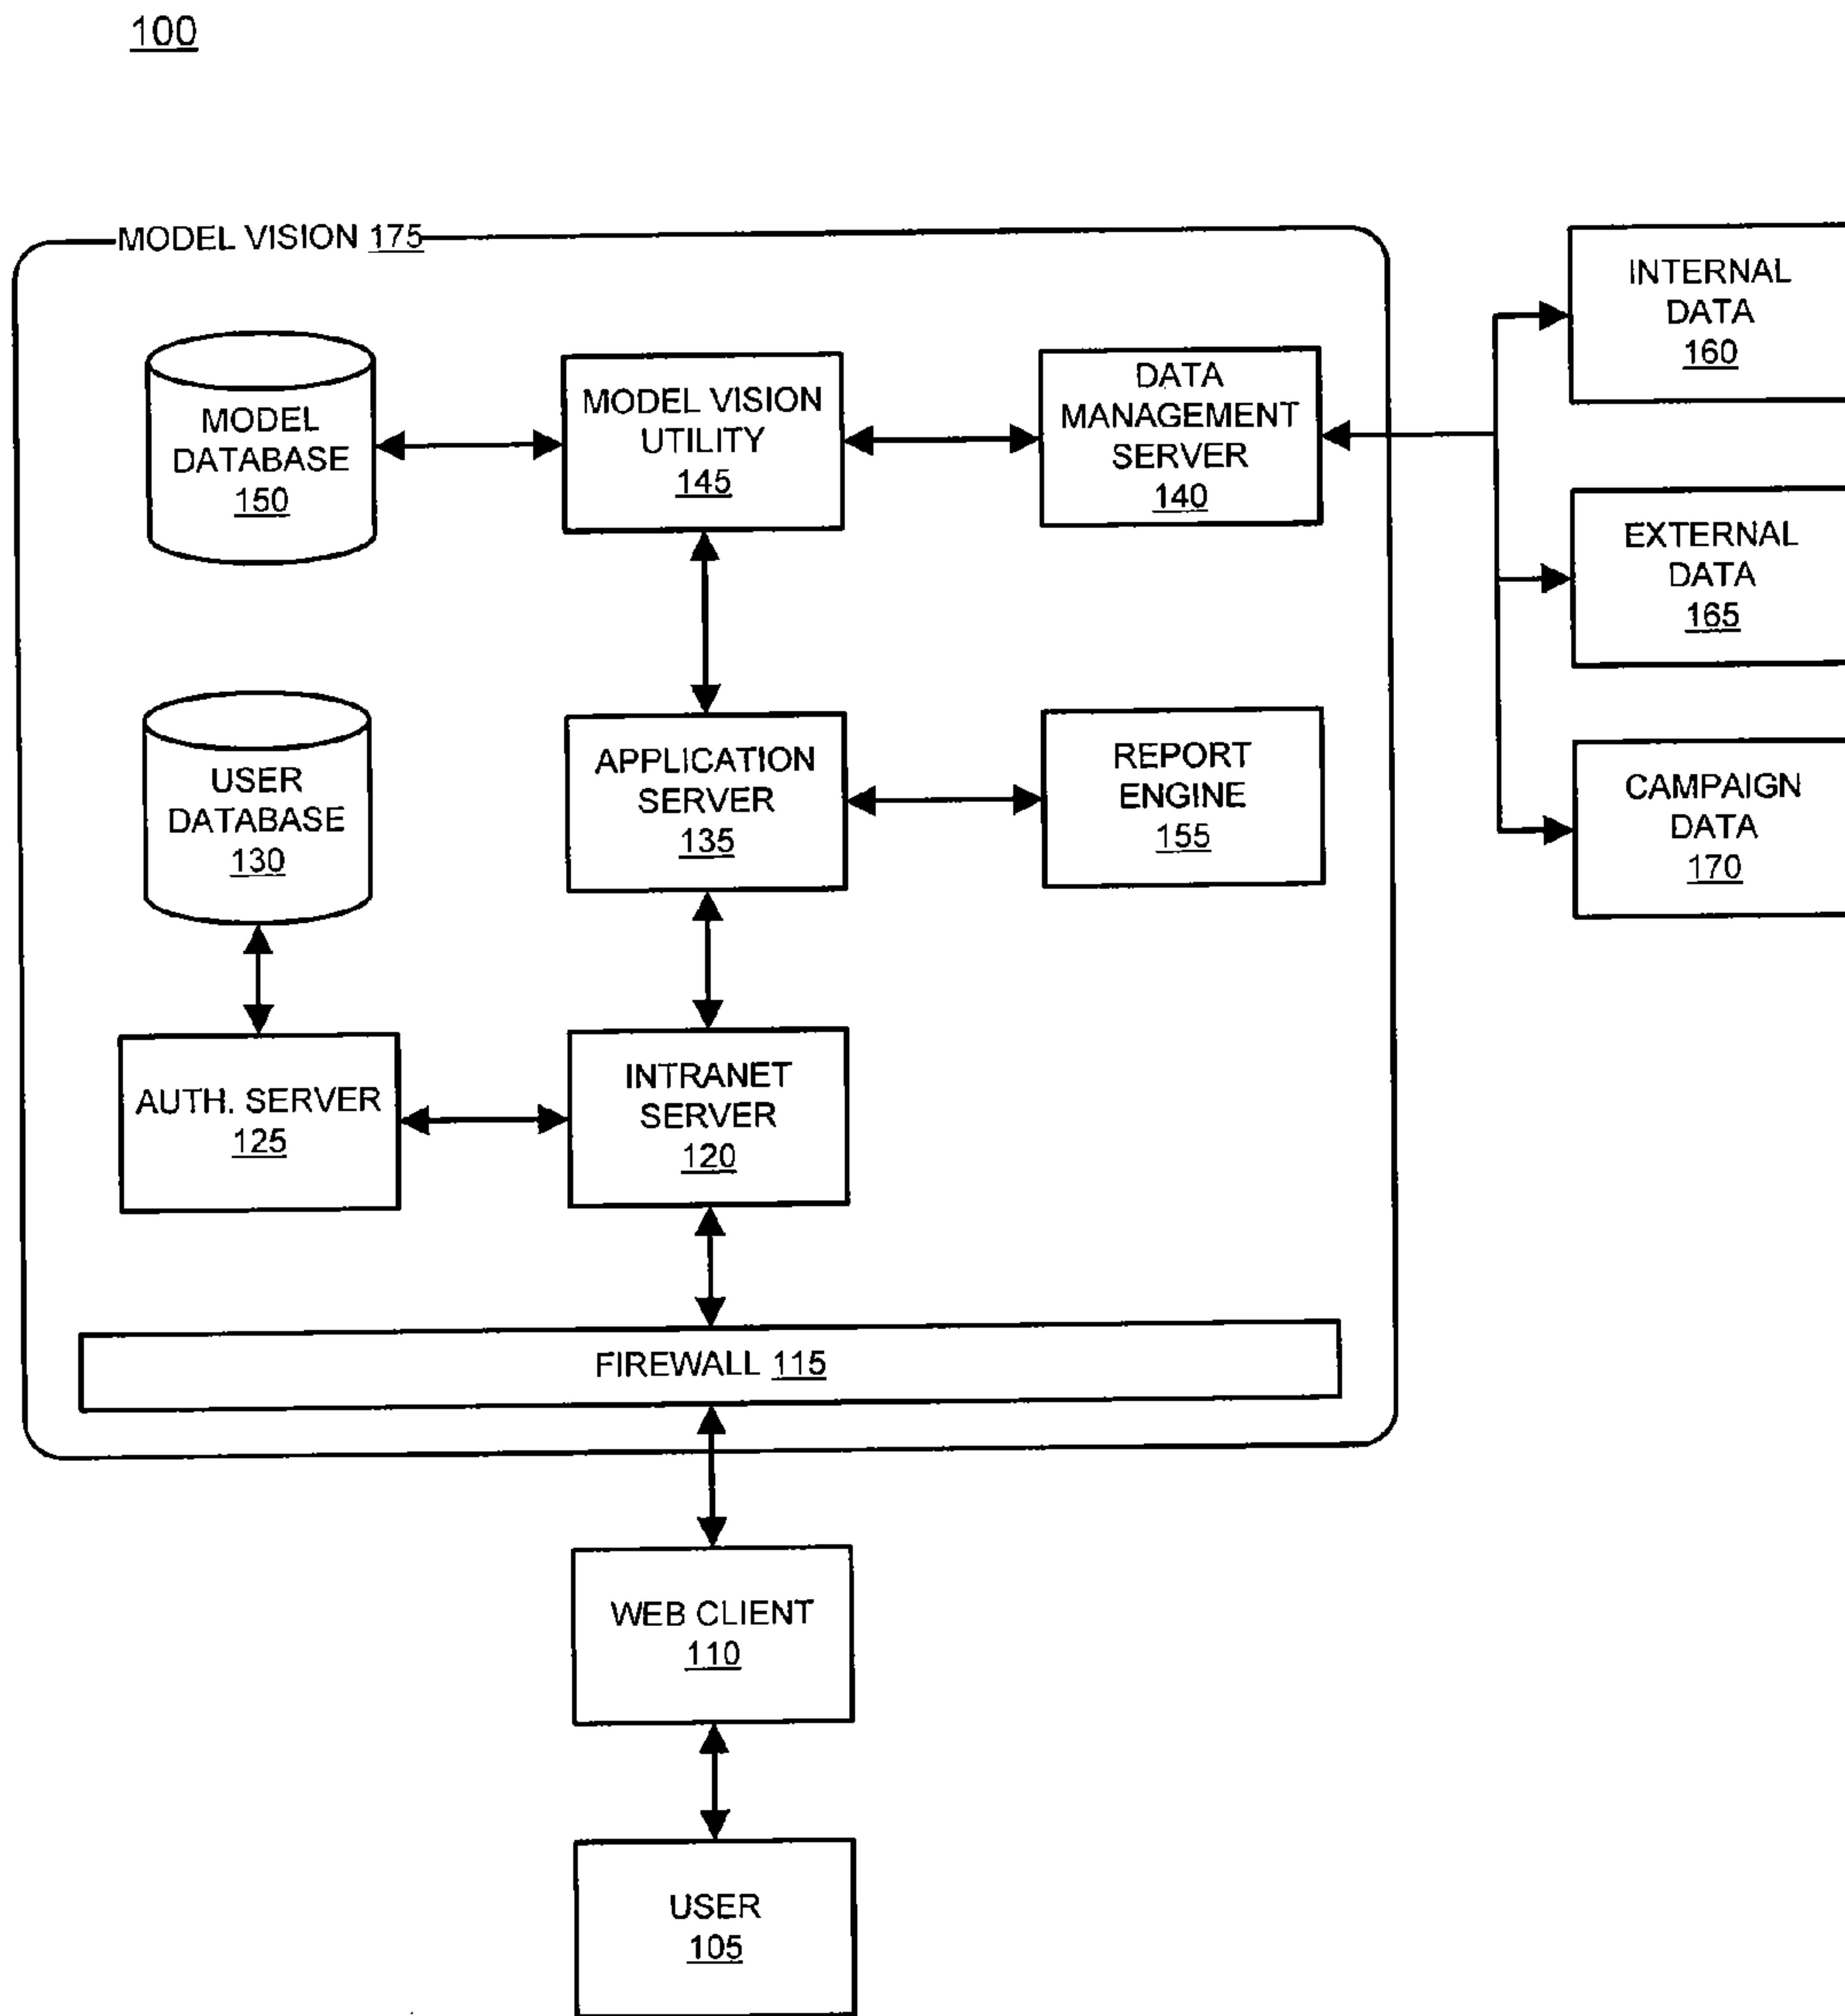 100
MODEL VISION 175
MODEL
DATABASE
150
MODEL VISION
UTILITY
145
DATA
MANAGEMENT
SERVER
140
INTERNAL
DATA
160
EXTERNAL
DATA
165
CAMPAIGN
DATA
170
USER
DATABASE
130
APPLICATION
SERVER
135
REPORT
ENGINE
155
AUTH. SERVER
125
INTRANET
SERVER
120
FIREWALL 115
WEB CLIENT
110
USER
105